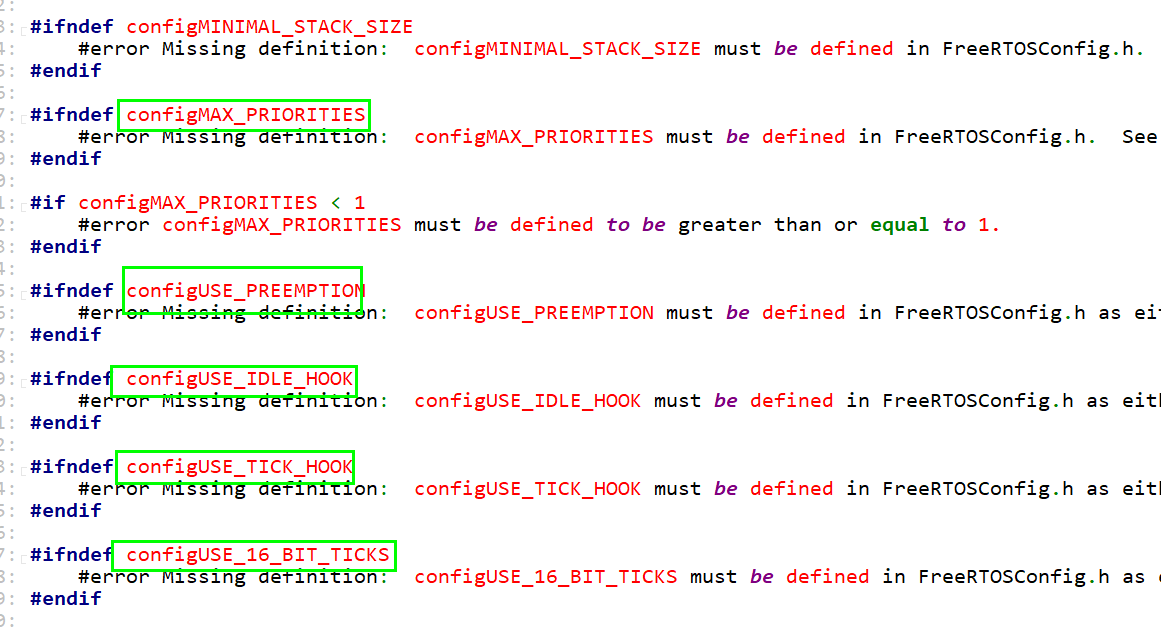 #ifndef configMINIMAL_STACK_SIZE
#error Missing definition: configMINIMAL_STACK_SIZE must be defined in FreeRTOSConfig.h.
#endif
#ifndef configMAX_PRIORITIES
#error Missing definition: configMAX_PRIORITIES must be defined in FreeRTOSConfig.h. See
#endif
#if configMAX_PRIORITIES < 1
#error configMAX_PRIORITIES must be defined to be greater than or equal to 1.
#endif
#ifndef configUSE_PREEMPTION
#error Missing definition: configUSE_PREEMPTION must be defined in FreeRTOSConfig.h as
#endif
#ifndef configUSE_IDLE_HOOK
#error Missing definition: configUSE_IDLE_HOOK must be defined in FreeRTOSConfig.h as
#endif
#ifndef configUSE_TICK_HOOK
#error Missing definition: configUSE_TICK_HOOK must be defined in FreeRTOSConfig.h as
#endif
#ifndef configUSE_16_BIT_TICKS
#error Missing definition: configUSE_16_BIT_TICKS must be defined in FreeRTOSConfig.h as
#endif